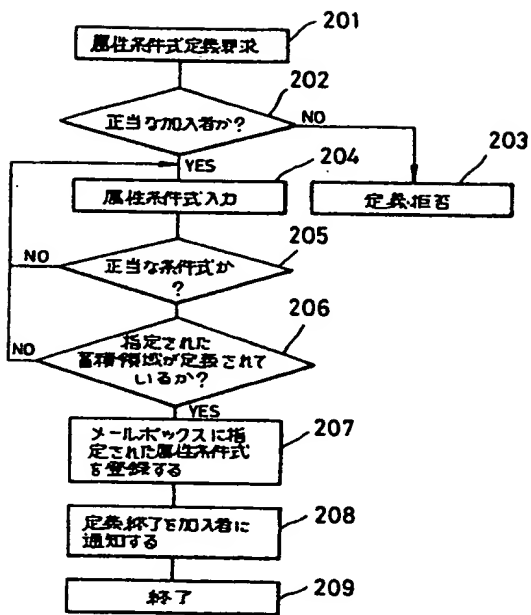 201
属性条件式定義要求
202
正当な加入者か?
NO
YES
203
定義拒否
204
属性条件式入力
205
NO
正当な条件式か
?
206
指定された
蓄積領域が定義されて
いるか?
NO
YES
207
メールボックスに指
定された属性条件式
を登録する
208
定義終了を加入者に
通知する
終了
209